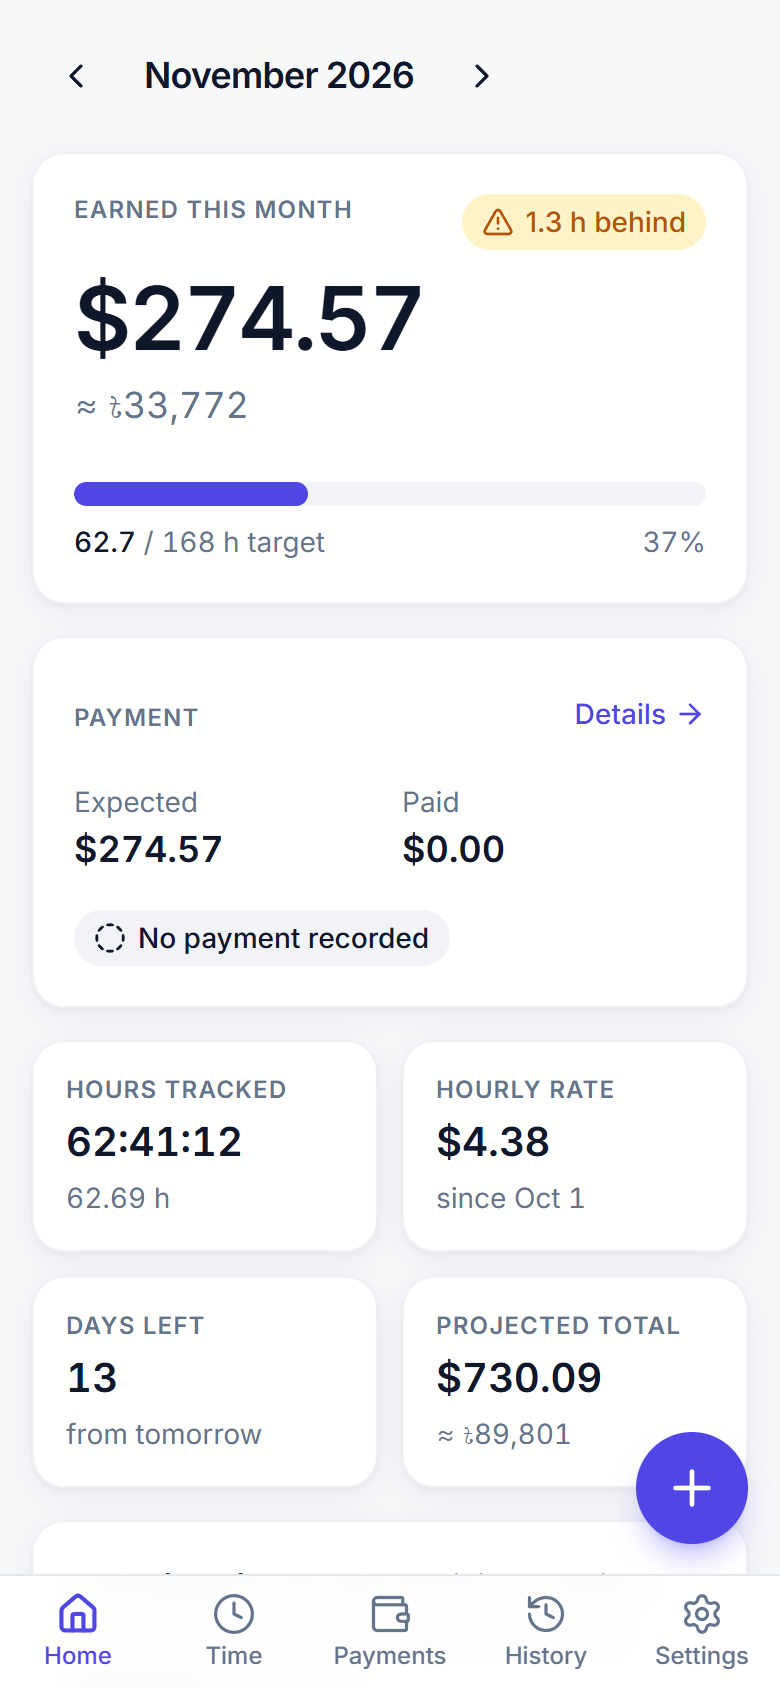 November 2026
EARNED THIS MONTH
1.3 h behind
$274.57
≈ ৳33,772
62.7 / 168 h target
37%
PAYMENT
Details →
Expected
Paid
$274.57
$0.00
No payment recorded
HOURS TRACKED
HOURLY RATE
62:41:12
$4.38
62.69 h
since Oct 1
DAYS LEFT
PROJECTED TOTAL
13
$730.09
from tomorrow
≈ ৳89,801
Home
Time
Payments
History
Settings